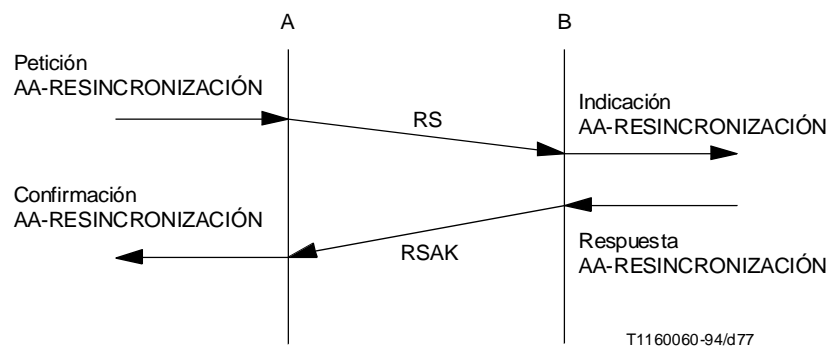 A
B
Petición
AA-RESINCRONIZACIÓN
RS
Indicación
AA-RESINCRONIZACIÓN
Confirmación
AA-RESINCRONIZACIÓN
RSAK
Respuesta
AA-RESINCRONIZACIÓN
T1160060-94/d77